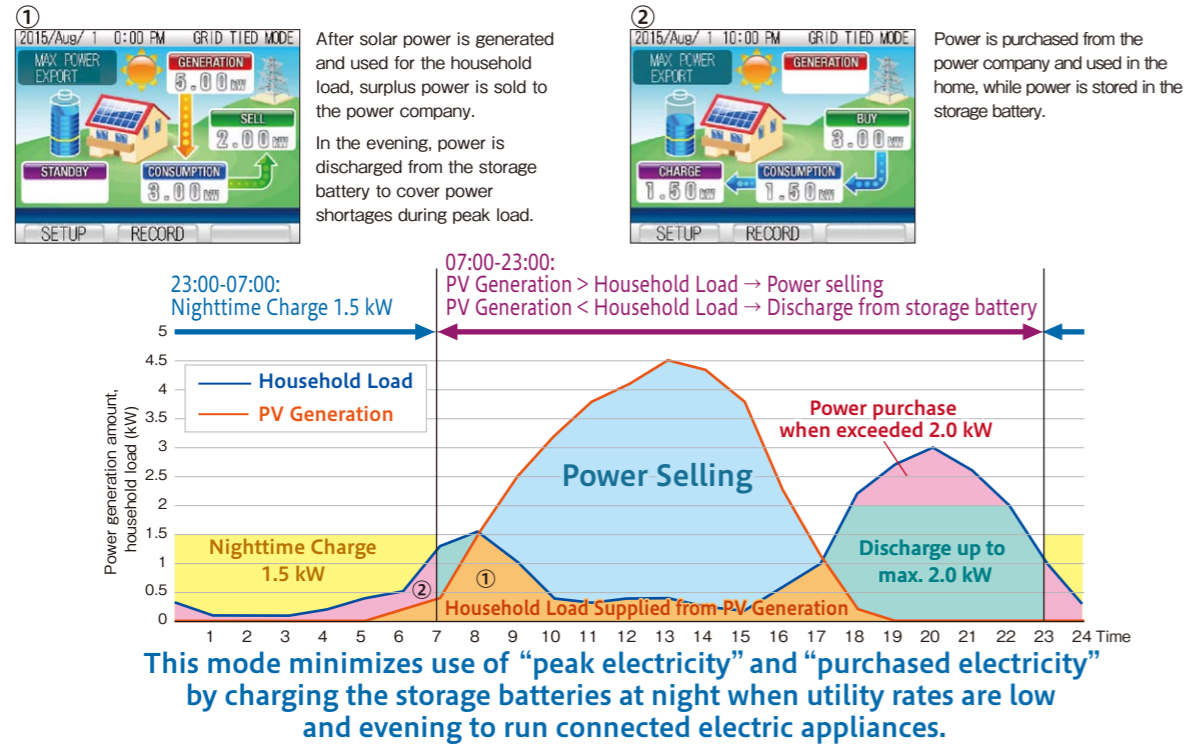 ①
2015/Aug/ 1 0:00 PM GRID TIED MODE
MAX POWER
EXPORT
GENERATION
5.00 kW
SELL
2.00 kW
STANDBY
CONSUMPTION
3.00 kW
SETUP RECORD
After solar power is generated
and used for the household
load, surplus power is sold to
the power company.
In the evening, power is
discharged from the storage
battery to cover power
shortages during peak load.
②
2015/Aug/ 1 10:00 PM GRID TIED MODE
MAX POWER
EXPORT
GENERATION
BUY
3.00 kW
CHARGE
1.50 kW
CONSUMPTION
1.50 kW
SETUP RECORD
Power is purchased from the
power company and used in the
home, while power is stored in the
storage battery.
23:00-07:00:
Nighttime Charge 1.5 kW
07:00-23:00:
PV Generation > Household Load → Power selling
PV Generation < Household Load → Discharge from storage battery
Power generation amount,
household load (kW)
5
4.5
4
3.5
3
2.5
2
1.5
1
0.5
0
Household Load
PV Generation
Power purchase
when exceeded 2.0 kW
Power Selling
Nighttime Charge
1.5 kW
Discharge up to
max. 2.0 kW
①
②
Household Load Supplied from PV Generation
1 2 3 4 5 6 7 8 9 10 11 12 13 14 15 16 17 18 19 20 21 22 23 24 Time
This mode minimizes use of “peak electricity” and “purchased electricity”
by charging the storage batteries at night when utility rates are low
and evening to run connected electric appliances.